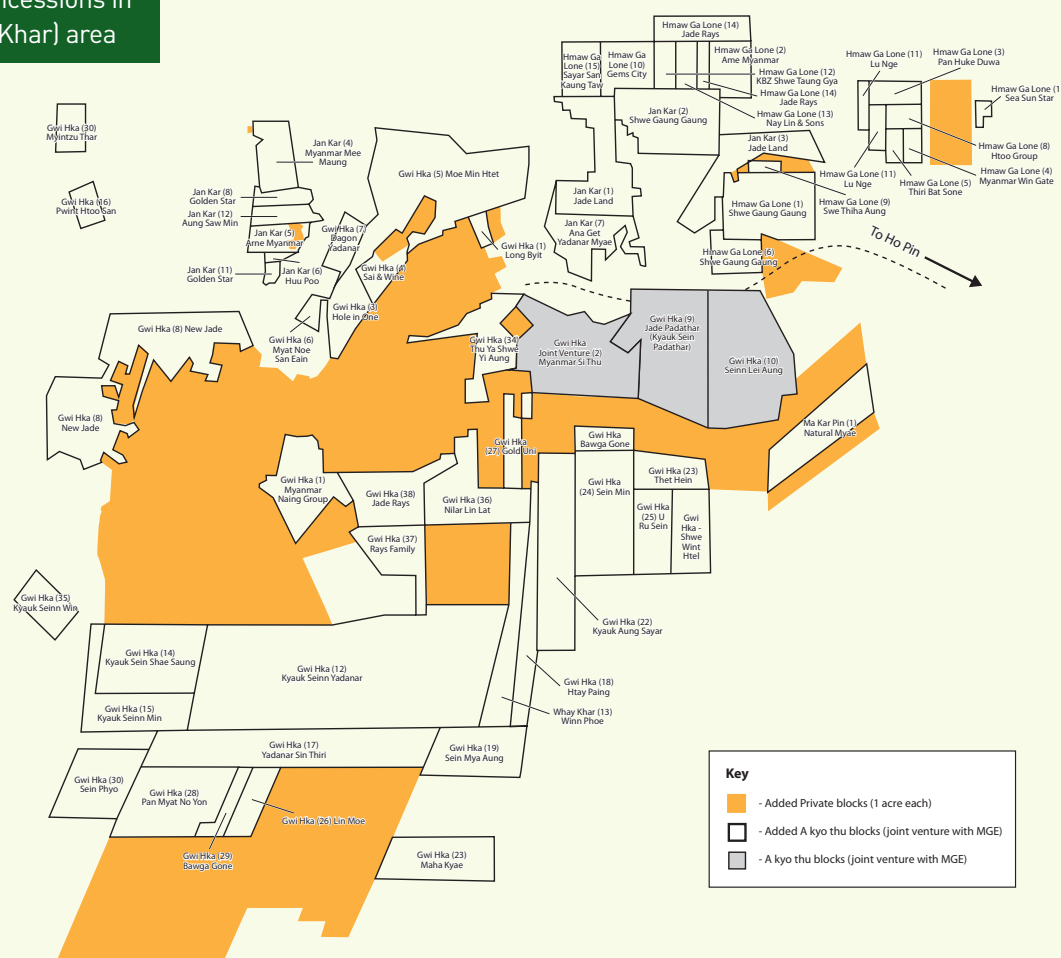 ncessions in
Khar) area
Hmaw Ga Lone (14)
Jade Rays
Hmaw Ga
Lone (15)
Sayar San
Kaung Taw
Hmaw Ga
Lone (10)
Gems City
Hmaw Ga Lone (2)
Ame Myanmar
Hmaw Ga Lone (12)
KBZ Shwe Taung Gya
Hmaw Ga Lone (14)
Jade Rays
Hmaw Ga Lone (13)
Nay Lin & Sons
Hmaw Ga Lone (11)
Lu Nge
Hmaw Ga Lone (3)
Pan Huke Duwa
Hmaw Ga Lone (1
Sea Sun Star
Hmaw Ga Lone (8)
Htoo Group
Hmaw Ga Lone (4)
Myanmar Win Gate
Hmaw Ga Lone (5)
Thiri Bat Sone
Hmaw Ga Lone (11)
Lu Nge
Hmaw Ga Lone (9)
Swe Thiha Aung
Jan Kar (2)
Shwe Gaung Gaung
Jan Kar (3)
Jade Land
Hmaw Ga Lone (1)
Shwe Gaung Gaung
Hmaw Ga Lone (6)
Shwe Gaung Gaung
To Ho Pin
Jan Kar (1)
Jade Land
Jan Kar (7)
Ana Get
Yadanar Myae
Gwi Hka (30)
Myintzu Thar
Gwi Hka (16)
Pwint Htoo San
Jan Kar (4)
Myanmar Mee
Maung
Jan Kar (8)
Golden Star
Jan Kar (12)
Aung Saw Min
Jan Kar (5)
Arne Myanmar
Jan Kar (11)
Golden Star
Jan Kar (6)
Huu Poo
Gwi Hka (5) Moe Min Htet
Gwi Hka (7)
Dagon
Yadanar
Gwi Hka (4)
Sai & Wine
Gwi Hka (1)
Long Byit
Gwi Hka (3)
Hole in One
Gwi Hka (6)
Myat Noe
San Eain
Gwi Hka (8) New Jade
Gwi Hka (8)
New Jade
Gwi Hka (34)
Thu Ya Shwe
Yi Aung
Gwi Hka
Joint Venture (2)
Myanmar Si Thu
Gwi Hka (9)
Jade Padathar
(Kyauk Sein
Padathar)
Gwi Hka (10)
Seinn Lei Aung
Ma Kar Pin (1)
Natural Myae
Gwi Hka
(27) Gold Uni
Gwi Hka
Bawga Gone
Gwi Hka
(24) Sein Min
Gwi Hka (23)
Thet Hein
Gwi Hka
(25) U
Ru Sein
Gwi
Hka -
Shwe
Wint
Htel
Gwi Hka (1)
Myanmar
Naing Group
Gwi Hka (38)
Jade Rays
Gwi Hka (36)
Nilar Lin Lat
Gwi Hka (37)
Rays Family
Gwi Hka (35)
Kyauk Seinn Win
Gwi Hka (22)
Kyauk Aung Sayar
Gwi Hka (14)
Kyauk Sein Shae Saung
Gwi Hka (12)
Kyauk Seinn Yadanar
Gwi Hka (18)
Htay Paing
Gwi Hka (15)
Kyauk Seinn Min
Whay Khar (13)
Winn Phoe
Gwi Hka (17)
Yadanar Sin Thiri
Gwi Hka (19)
Sein Mya Aung
Gwi Hka (30)
Sein Phyo
Gwi Hka (28)
Pan Myat No Yon
Gwi Hka (26) Lin Moe
Gwi Hka (29)
Bawga Gone
Gwi Hka (23)
Maha Kyae
Key
- Added Private blocks (1 acre each)
- Added A kyo thu blocks (joint venture with MGE)
- A kyo thu blocks (joint venture with MGE)